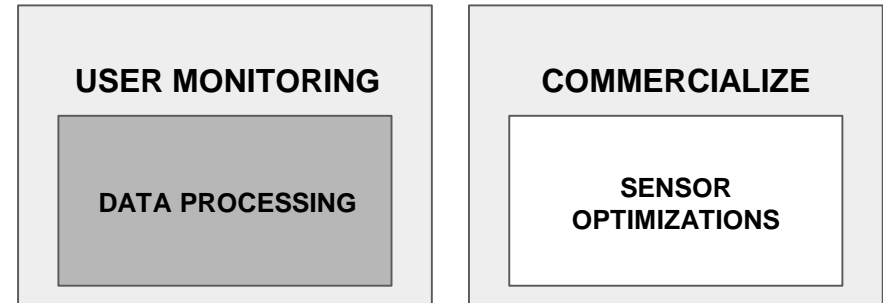 USER MONITORING
DATA PROCESSING
COMMERCIALIZE
SENSOR
OPTIMIZATIONS